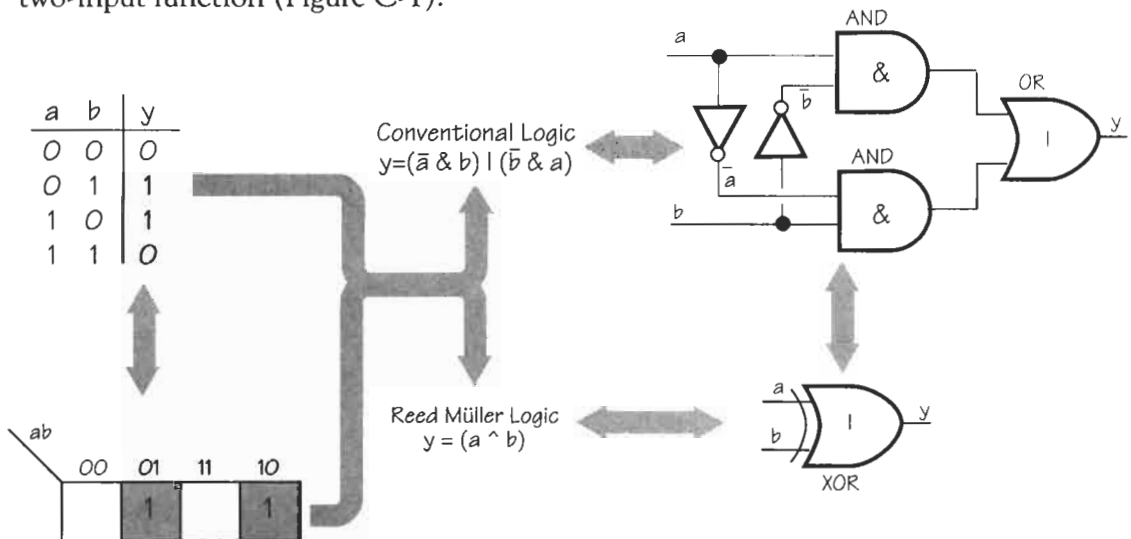 two-input function (Figure C-1).
a b y
0 0 0
0 1 1
1 0 1
1 1 0
Conventional Logic
y=(a̅ & b) | (b̅ & a)
a
b
a̅
b̅
AND
&
AND
&
OR
|
y
Reed Müller Logic
y = (a ^ b)
a
b
|
y
XOR
ab
00 01 11 10
1 1